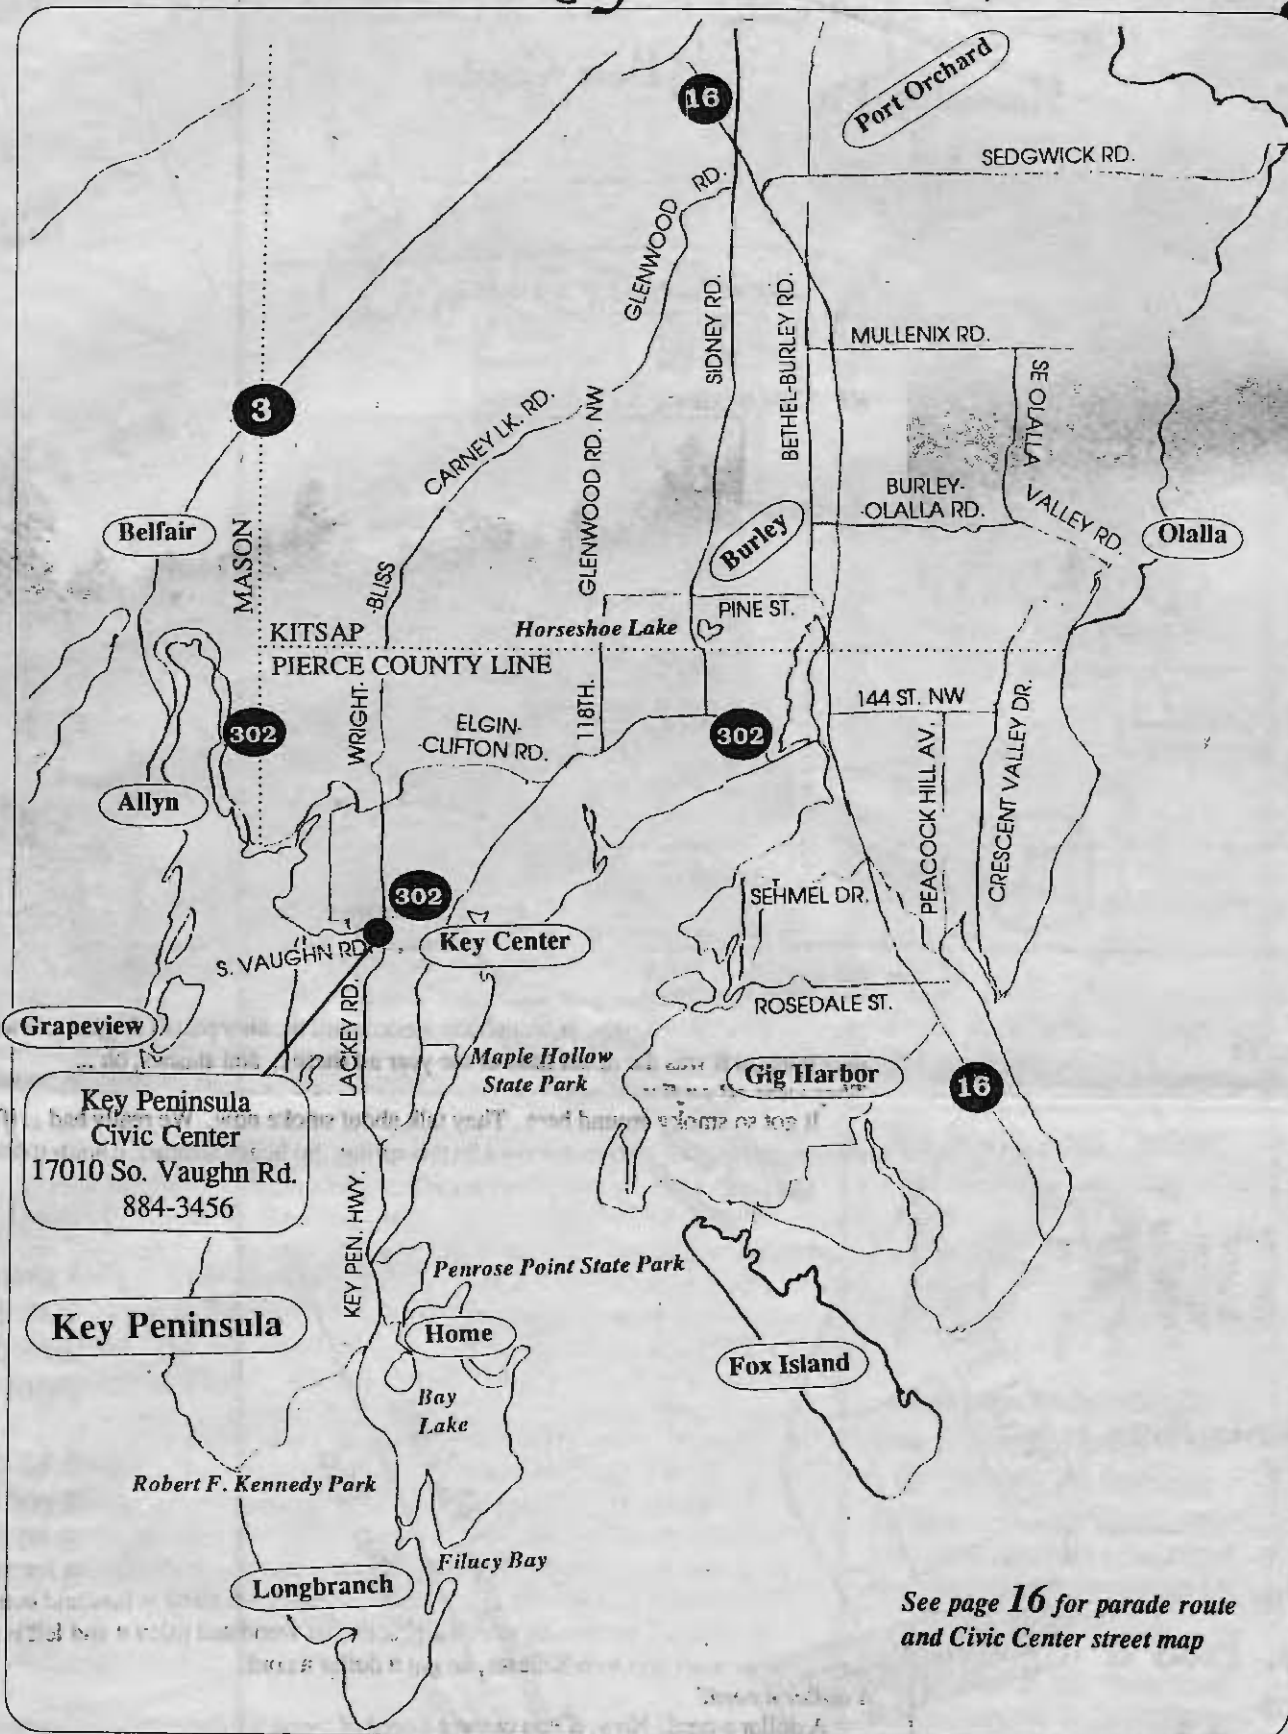 16
Port Orchard
SEDGWICK RD.
GLENWOOD RD.
SIDNEY RD.
BETHEL-BURLEY RD.
MULLENIX RD.
SE OLALLA
VALLEY RD.
3
CARNEY LK. RD.
GLENWOOD RD. NW
BURLEY-
-OLALLA RD.
Belfair
MASON
Burley
Olalla
-BLISS
PINE ST.
KITSAP
Horseshoe Lake
PIERCE COUNTY LINE
WRIGHT.
118TH.
144 ST. NW
302
ELGIN-
-CLIFTON RD.
302
PEACOCK HILL AV.
CRESCENT VALLEY DR.
Allyn
302
SEHMEL DR.
Key Center
S. VAUGHN RD.
ROSEDALE ST.
Grapeview
LACKEY RD.
Maple Hollow
State Park
Gig Harbor
16
Key Peninsula
Civic Center
17010 So. Vaughn Rd.
884-3456
KEY PEN. HWY.
Penrose Point State Park
Key Peninsula
Home
Fox Island
Bay
Lake
Robert F. Kennedy Park
Filucy Bay
Longbranch
See page 16 for parade route
and Civic Center street map